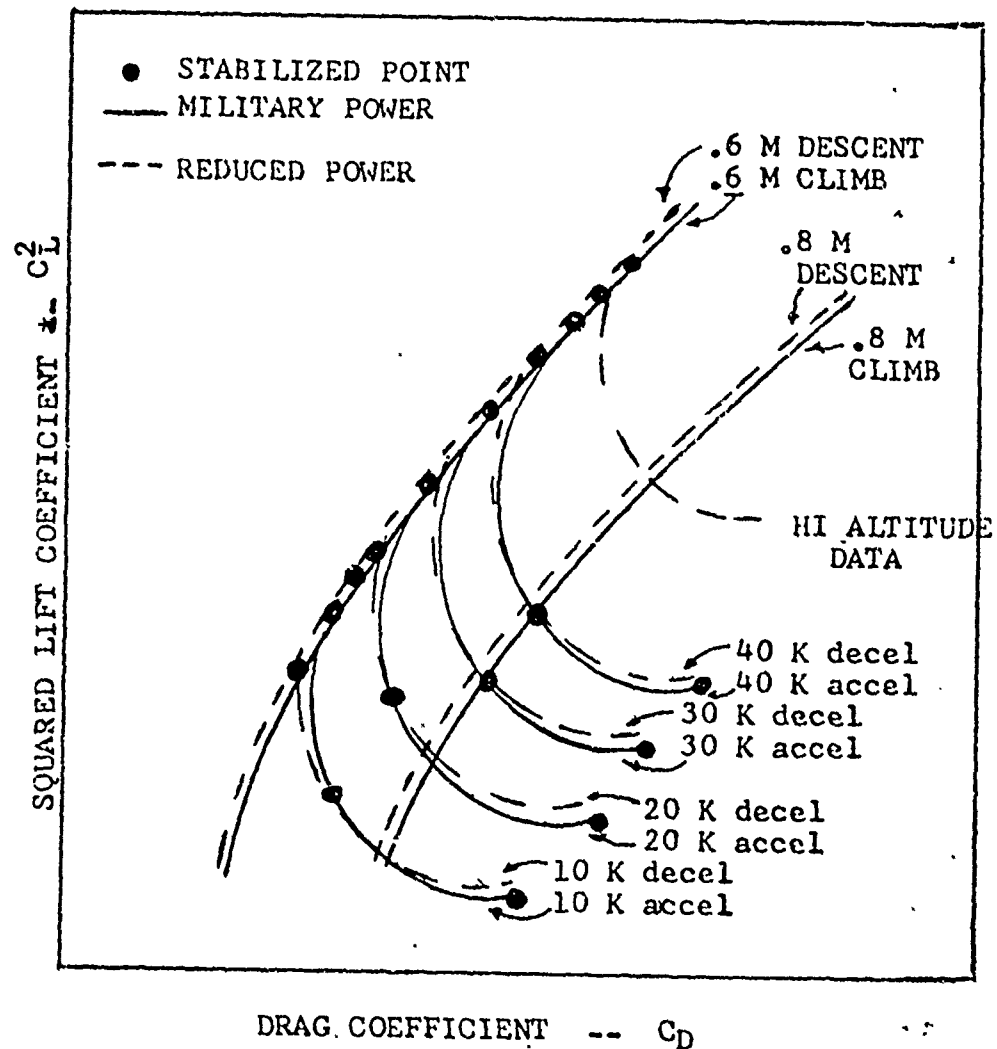 ● STABILIZED POINT
—— MILITARY POWER
--- REDUCED POWER
.6 M DESCENT
.6 M CLIMB
.8 M
DESCENT
.8 M
CLIMB
HI ALTITUDE
DATA
40 K decel
40 K accel
30 K decel
30 K accel
20 K decel
20 K accel
10 K decel
10 K accel
SQUARED LIFT COEFFICIENT -- C_L^2
DRAG COEFFICIENT -- C_D